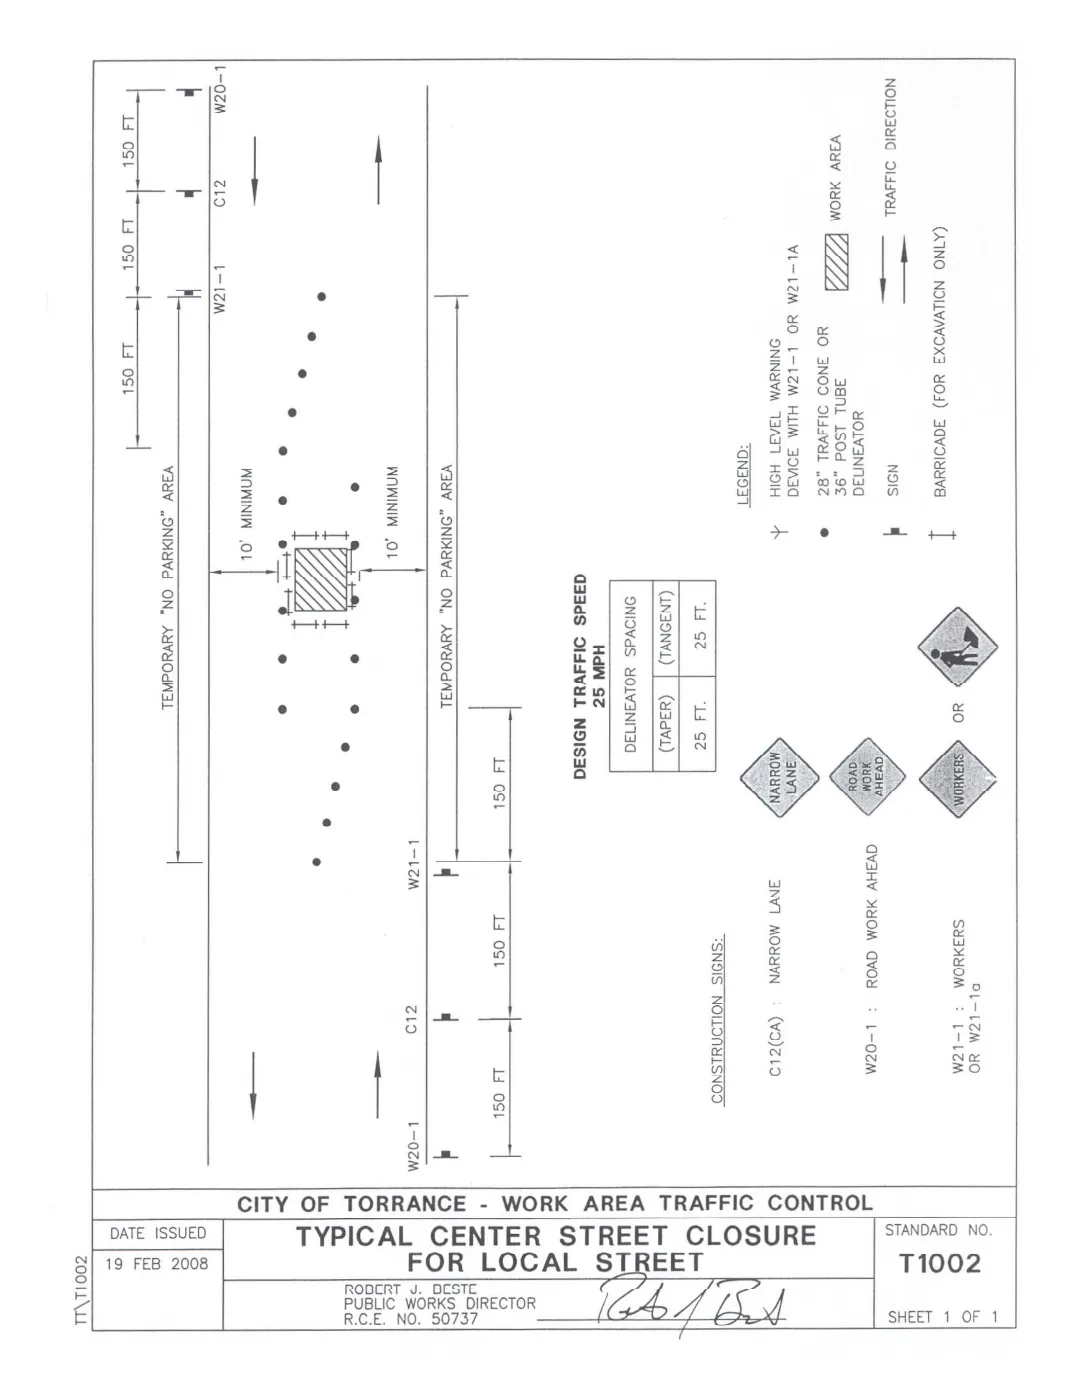 150 FT
150 FT
150 FT
W20-1
C12
W21-1
TEMPORARY "NO PARKING" AREA
10' MINIMUM
10' MINIMUM
TEMPORARY "NO PARKING" AREA
W21-1
C12
W20-1
150 FT
150 FT
150 FT
DESIGN TRAFFIC SPEED
25 MPH
DELINEATOR SPACING
(TAPER) (TANGENT)
25 FT. 25 FT.
LEGEND:
HIGH LEVEL WARNING
DEVICE WITH W21-1 OR W21-1A
28" TRAFFIC CONE OR
36" POST TUBE
DELINEATOR
WORK AREA
SIGN
TRAFFIC DIRECTION
BARRICADE (FOR EXCAVATION ONLY)
CONSTRUCTION SIGNS:
C12(CA) : NARROW LANE
NARROW
LANE
W20-1 : ROAD WORK AHEAD
ROAD
WORK
AHEAD
W21-1 : WORKERS
OR W21-1a
WORKERS
OR
CITY OF TORRANCE - WORK AREA TRAFFIC CONTROL
DATE ISSUED
19 FEB 2008
TYPICAL CENTER STREET CLOSURE
FOR LOCAL STREET
STANDARD NO.
T1002
SHEET 1 OF 1
ROBERT J. BESTE
PUBLIC WORKS DIRECTOR
R.C.E. NO. 50737
TT\T1002